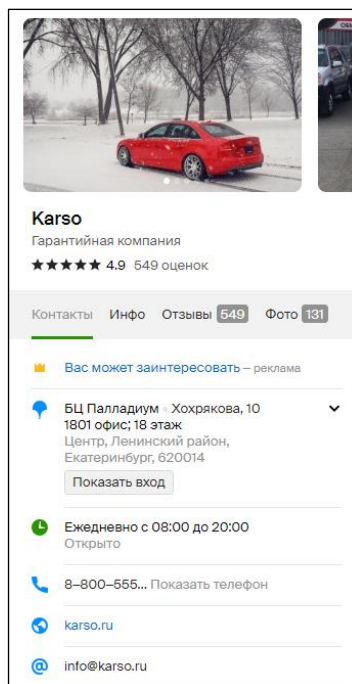 Karso
Гарантийная компания
4.9 549 оценок
Контакты Инфо Отзывы 549 Фото 131
Вас может заинтересовать – реклама
БЦ Палладиум • Хохрякова, 10
1801 офис; 18 этаж
Центр, Ленинский район,
Екатеринбург, 620014
Показать вход
Ежедневно с 08:00 до 20:00
Открыто
8–800–555... Показать телефон
karso.ru
info@karso.ru